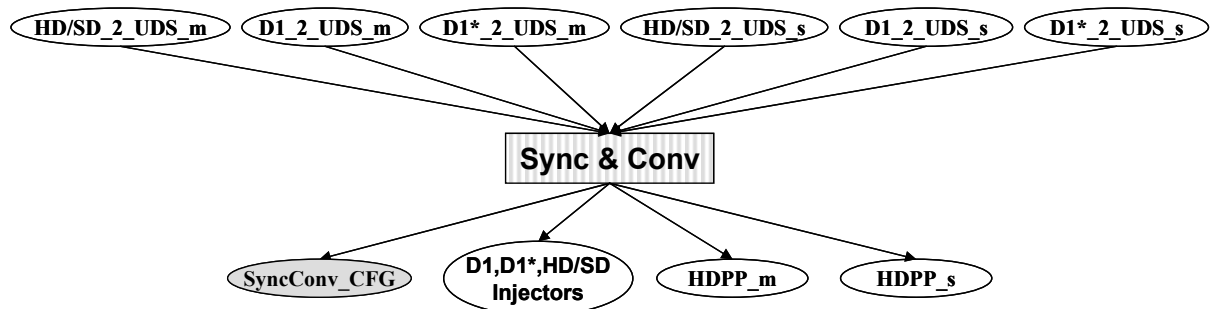 HD/SD_2_UDS_m
D1_2_UDS_m
D1*_2_UDS_m
HD/SD_2_UDS_s
D1_2_UDS_s
D1*_2_UDS_s
Sync & Conv
SyncConv_CFG
D1,D1*,HD/SD
Injectors
HDPP_m
HDPP_s